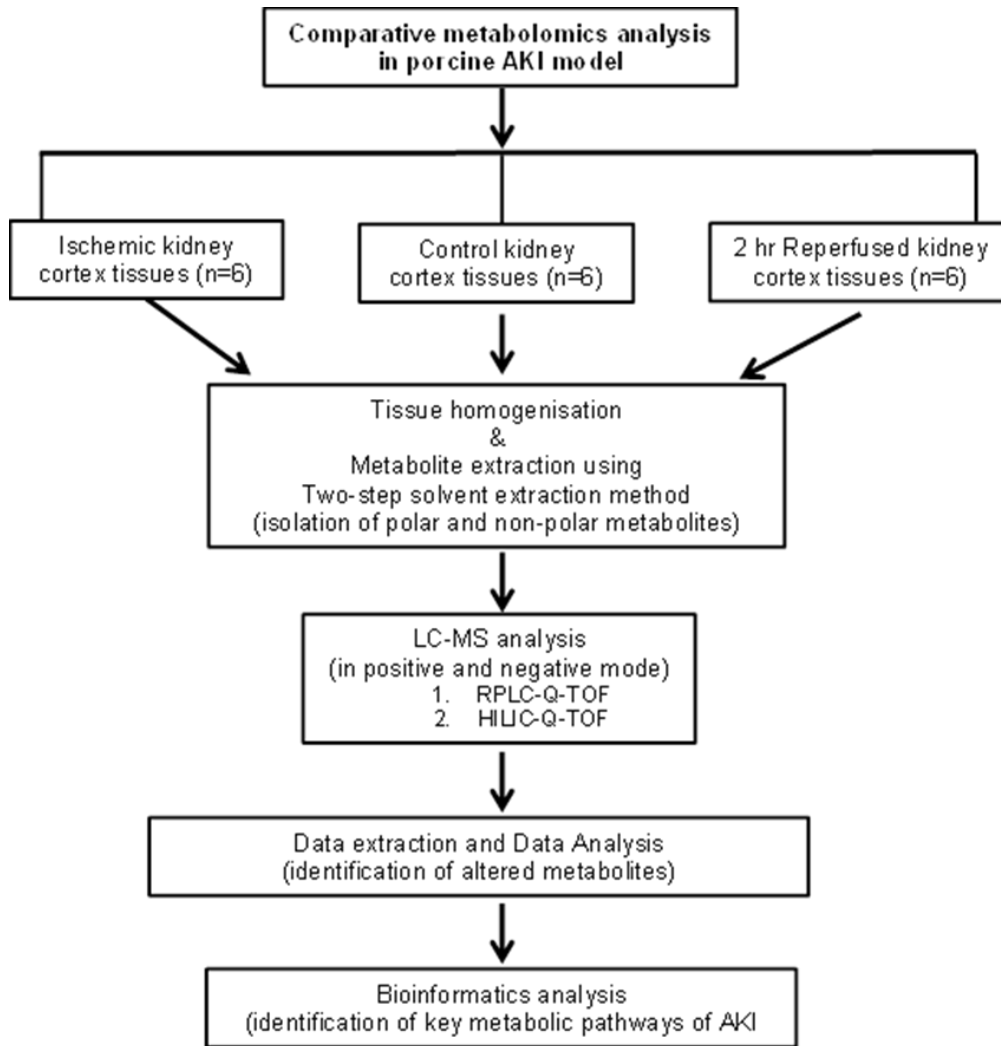 Comparative metabolomics analysis
in porcine AKI model
Ischemic kidney
cortex tissues (n=6)
Control kidney
cortex tissues (n=6)
2 hr Reperfused kidney
cortex tissues (n=6)
Tissue homogenisation
&
Metabolite extraction using
Two-step solvent extraction method
(isolation of polar and non-polar metabolites)
LC-MS analysis
(in positive and negative mode)
1. RPLC-Q-TOF
2. HILIC-Q-TOF
Data extraction and Data Analysis
(identification of altered metabolites)
Bioinformatics analysis
(identification of key metabolic pathways of AKI